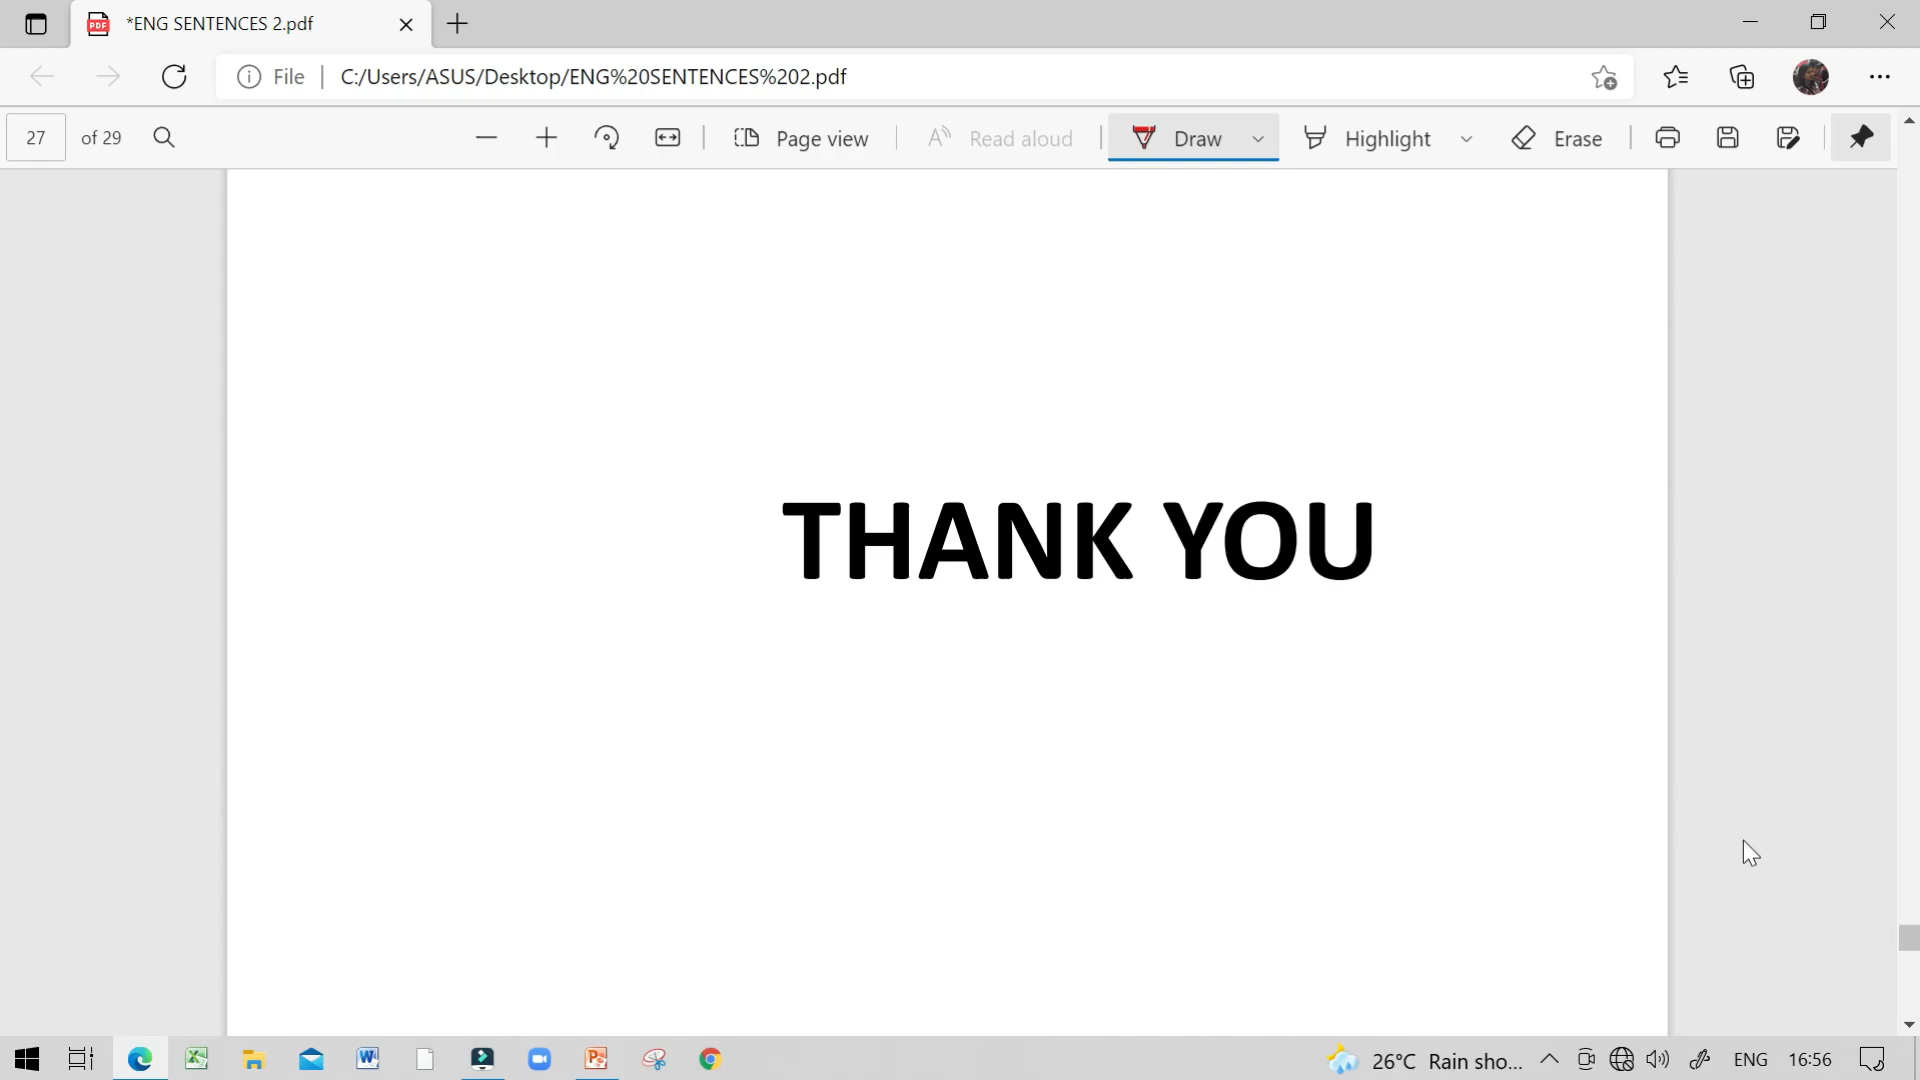 *ENG SENTENCES 2.pdf
File
C:/Users/ASUS/Desktop/ENG%20SENTENCES%202.pdf
27 of 29
Page view
Read aloud
Draw
Highlight
Erase
THANK YOU
26°C Rain sho...
ENG
16:56